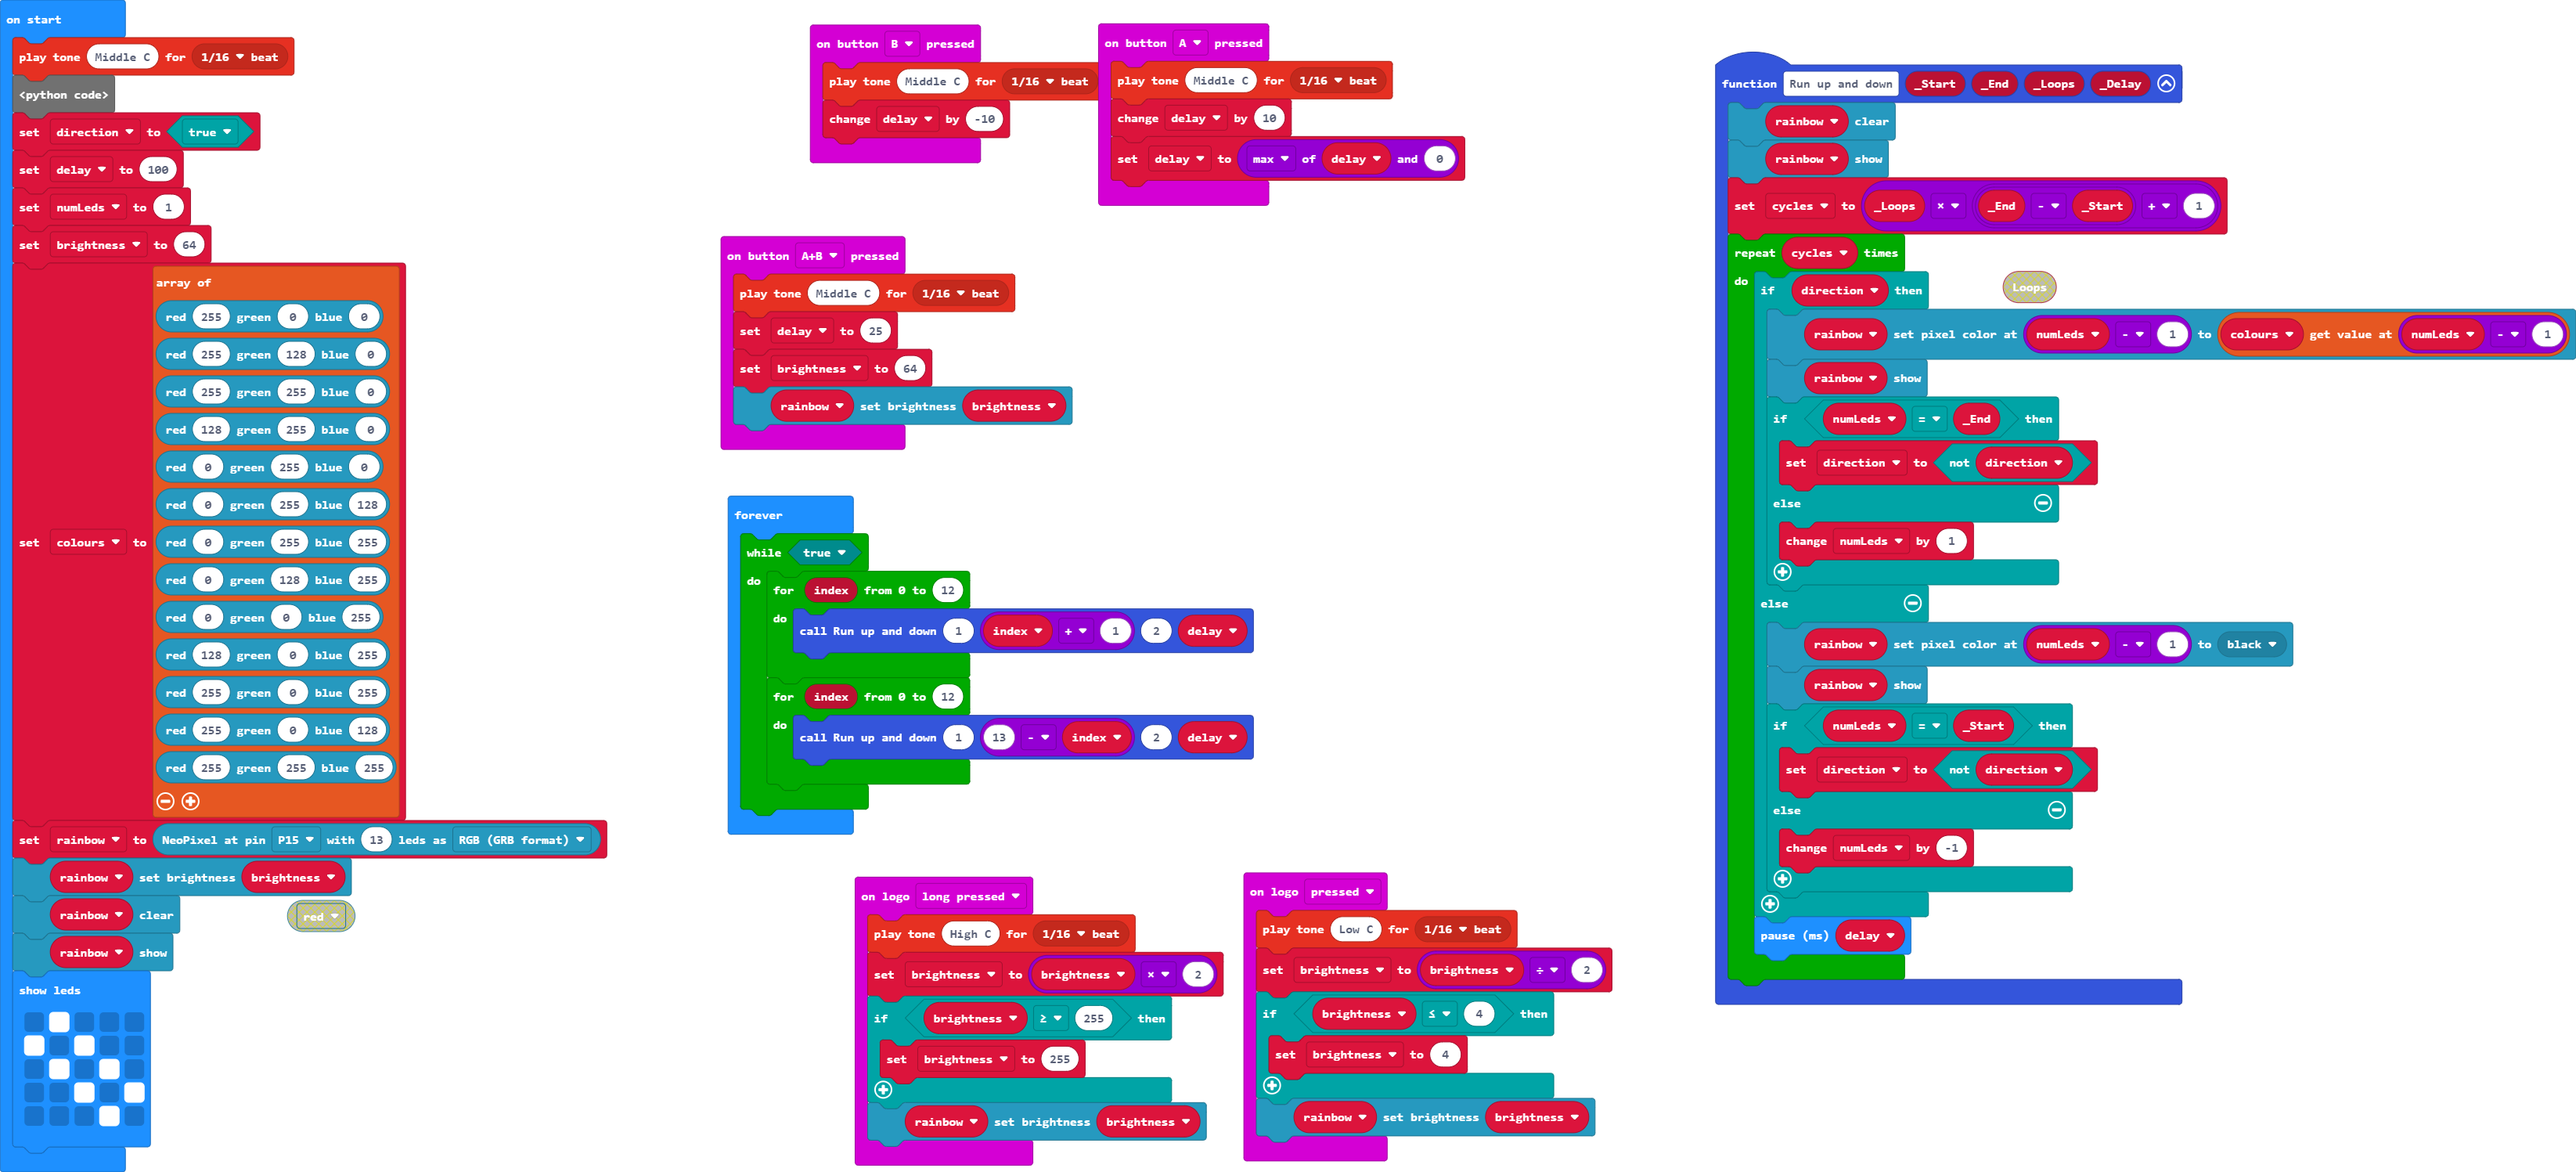 on start
play tone Middle C for 1/16 beat
<python code>
set direction to true
set delay to 100
set numLeds to 1
set brightness to 64
set colours to
array of
red 255 green 0 blue 0
red 255 green 128 blue 0
red 255 green 255 blue 0
red 128 green 255 blue 0
red 0 green 255 blue 0
red 0 green 255 blue 128
red 0 green 255 blue 255
red 0 green 128 blue 255
red 0 green 0 blue 255
red 128 green 0 blue 255
red 255 green 0 blue 255
red 255 green 0 blue 128
red 255 green 255 blue 255
set rainbow to NeoPixel at pin P15 with 13 leds as RGB (GRB format)
rainbow set brightness brightness
rainbow clear
red
rainbow show
show leds
on button B pressed
play tone Middle C for 1/16 beat
change delay by -10
on button A pressed
play tone Middle C for 1/16 beat
change delay by 10
set delay to max of delay and 0
on button A+B pressed
play tone Middle C for 1/16 beat
set delay to 25
set brightness to 64
rainbow set brightness brightness
forever
while true
do
for index from 0 to 12
do
call Run up and down 1 index + 1 2 delay
for index from 0 to 12
do
call Run up and down 1 13 - index 2 delay
on logo long pressed
play tone High C for 1/16 beat
set brightness to brightness × 2
if brightness ≥ 255 then
set brightness to 255
rainbow set brightness brightness
on logo pressed
play tone Low C for 1/16 beat
set brightness to brightness ÷ 2
if brightness ≤ 4 then
set brightness to 4
rainbow set brightness brightness
function Run up and down _Start _End _Loops _Delay
rainbow clear
rainbow show
set cycles to _Loops × _End - _Start + 1
repeat cycles times
do
if direction then
Loops
rainbow set pixel color at numLeds - 1 to colours get value at numLeds - 1
rainbow show
if numLeds = _End then
set direction to not direction
else
change numLeds by 1
else
rainbow set pixel color at numLeds - 1 to black
rainbow show
if numLeds = _Start then
set direction to not direction
else
change numLeds by -1
pause (ms) delay